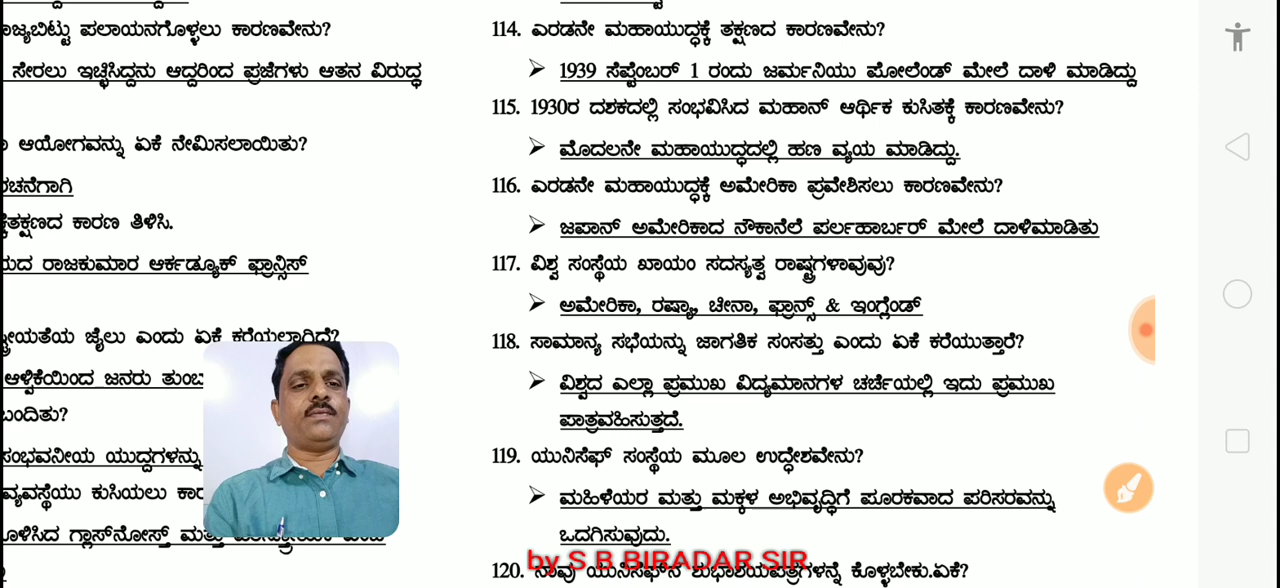 ಾಜ್ಯಬಿಟ್ಟು ಪಲಾಯನಗೊಳ್ಳಲು ಕಾರಣವೇನು?
ಸೇರಲು ಇಚ್ಛಿಸಿದ್ದನು ಆದ್ದರಿಂದ ಪ್ರಜೆಗಳು ಆತನ ವಿರುದ್ಧ
ಆಯೋಗವನ್ನು ಏಕೆ ನೇಮಿಸಲಾಯಿತು?
ರಚನೆಗಾಗಿ
ಕ್ಕೆತಕ್ಷಣದ ಕಾರಣ ತಿಳಿಸಿ.
ರಾಜಕುಮಾರ ಆರ್ಕಡ್ಯೂಕ್ ಫ್ರಾನ್ಸಿಸ್
ಜೈಲು ಎಂದು ಏಕೆ ಕರೆಯಲಾಗಿದೆ?
ಆಳ್ವಿಕೆಯಿಂದ ಜನರು ತುಂಬ
ಬಂದಿತು?
ಸಂಭವನೀಯ ಯುದ್ಧಗಳನ್ನು
ವ್ಯವಸ್ಥೆಯು ಕುಸಿಯಲು ಕಾರ
ಗ್ಲಾಸ್‌ನೋಸ್ತ್ ಮತ್ತು
114. ಎರಡನೇ ಮಹಾಯುದ್ಧಕ್ಕೆ ತಕ್ಷಣದ ಕಾರಣವೇನು?
➢ 1939 ಸೆಪ್ಟೆಂಬರ್ 1 ರಂದು ಜರ್ಮನಿಯು ಪೋಲೆಂಡ್ ಮೇಲೆ ದಾಳಿ ಮಾಡಿದ್ದು
115. 1930ರ ದಶಕದಲ್ಲಿ ಸಂಭವಿಸಿದ ಮಹಾನ್ ಆರ್ಥಿಕ ಕುಸಿತಕ್ಕೆ ಕಾರಣವೇನು?
➢ ಮೊದಲನೇ ಮಹಾಯುದ್ಧದಲ್ಲಿ ಹಣ ವ್ಯಯ ಮಾಡಿದ್ದು.
116. ಎರಡನೇ ಮಹಾಯುದ್ಧಕ್ಕೆ ಅಮೇರಿಕಾ ಪ್ರವೇಶಿಸಲು ಕಾರಣವೇನು?
➢ ಜಪಾನ್ ಅಮೇರಿಕಾದ ನೌಕಾನೆಲೆ ಪರ್ಲಹಾರ್ಬರ್ ಮೇಲೆ ದಾಳಿಮಾಡಿತು
117. ವಿಶ್ವ ಸಂಸ್ಥೆಯ ಖಾಯಂ ಸದಸ್ಯತ್ವ ರಾಷ್ಟ್ರಗಳಾವುವು?
➢ ಅಮೇರಿಕಾ, ರಷ್ಯಾ, ಚೀನಾ, ಫ್ರಾನ್ಸ್ & ಇಂಗ್ಲೆಂಡ್
118. ಸಾಮಾನ್ಯ ಸಭೆಯನ್ನು ಜಾಗತಿಕ ಸಂಸತ್ತು ಎಂದು ಏಕೆ ಕರೆಯುತ್ತಾರೆ?
➢ ವಿಶ್ವದ ಎಲ್ಲಾ ಪ್ರಮುಖ ವಿದ್ಯಮಾನಗಳ ಚರ್ಚೆಯಲ್ಲಿ ಇದು ಪ್ರಮುಖ
ಪಾತ್ರವಹಿಸುತ್ತದೆ.
119. ಯುನಿಸೆಫ್ ಸಂಸ್ಥೆಯ ಮೂಲ ಉದ್ಧೇಶವೇನು?
➢ ಮಹಿಳೆಯರ ಮತ್ತು ಮಕ್ಕಳ ಅಭಿವೃದ್ಧಿಗೆ ಪೂರಕವಾದ ಪರಿಸರವನ್ನು
ಒದಗಿಸುವುದು.
by S B BIRADAR SIR
120. ನಾವು ಯುನಿಸೆಫ್‌ನ ಶುಭಾಶಯಪತ್ರಗಳನ್ನೆ ಕೊಳ್ಳಬೇಕು.ಏಕೆ?